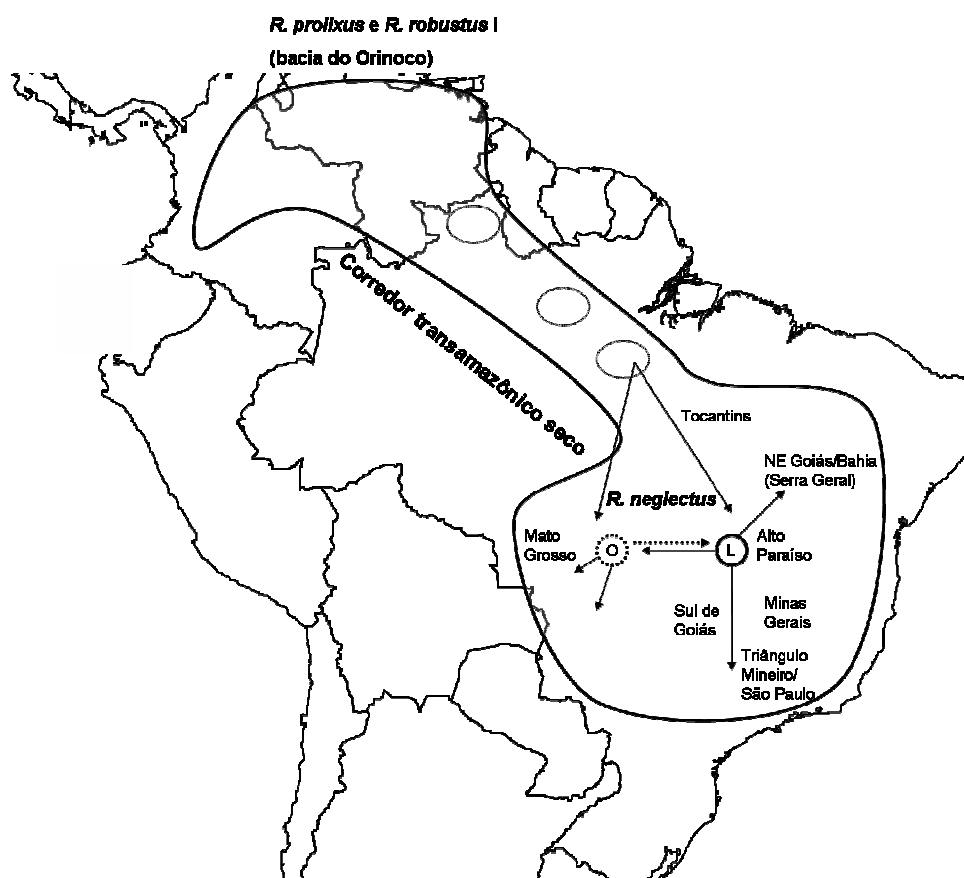 R. prolixus e R. robustus I
(bacia do Orinoco)
Corredor transamazônico seco
Tocantins
NE Goiás/Bahia
(Serra Geral)
R. neglectus
Mato
Grosso
O
L
Alto
Paraíso
Sul de
Goiás
Minas
Gerais
Triângulo
Mineiro/
São Paulo